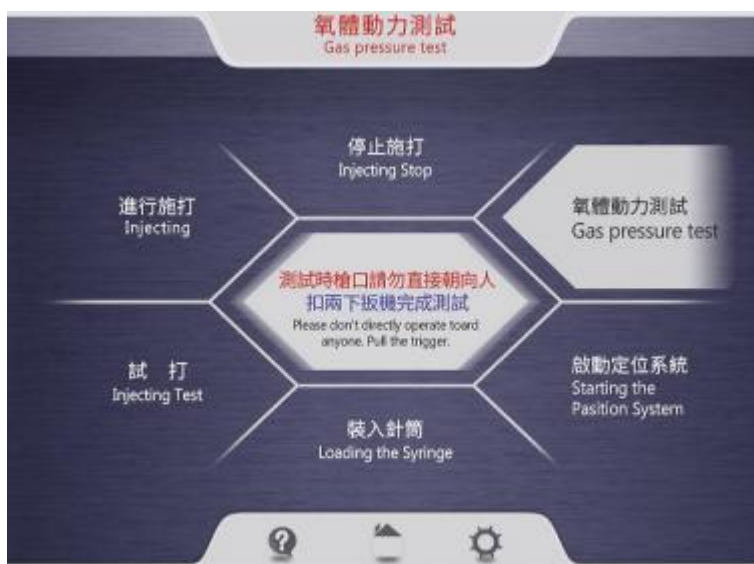 氧體動力測試
Gas pressure test
停止施打
Injecting Stop
進行施打
Injecting
氧體動力測試
Gas pressure test
測試時槍口請勿直接朝向人
扣兩下扳機完成測試
Please don't directly operate toard
anyone. Pull the trigger.
試 打
Injecting Test
啟動定位系統
Starting the
Pasition System
裝入針筒
Loading the Syringe
?